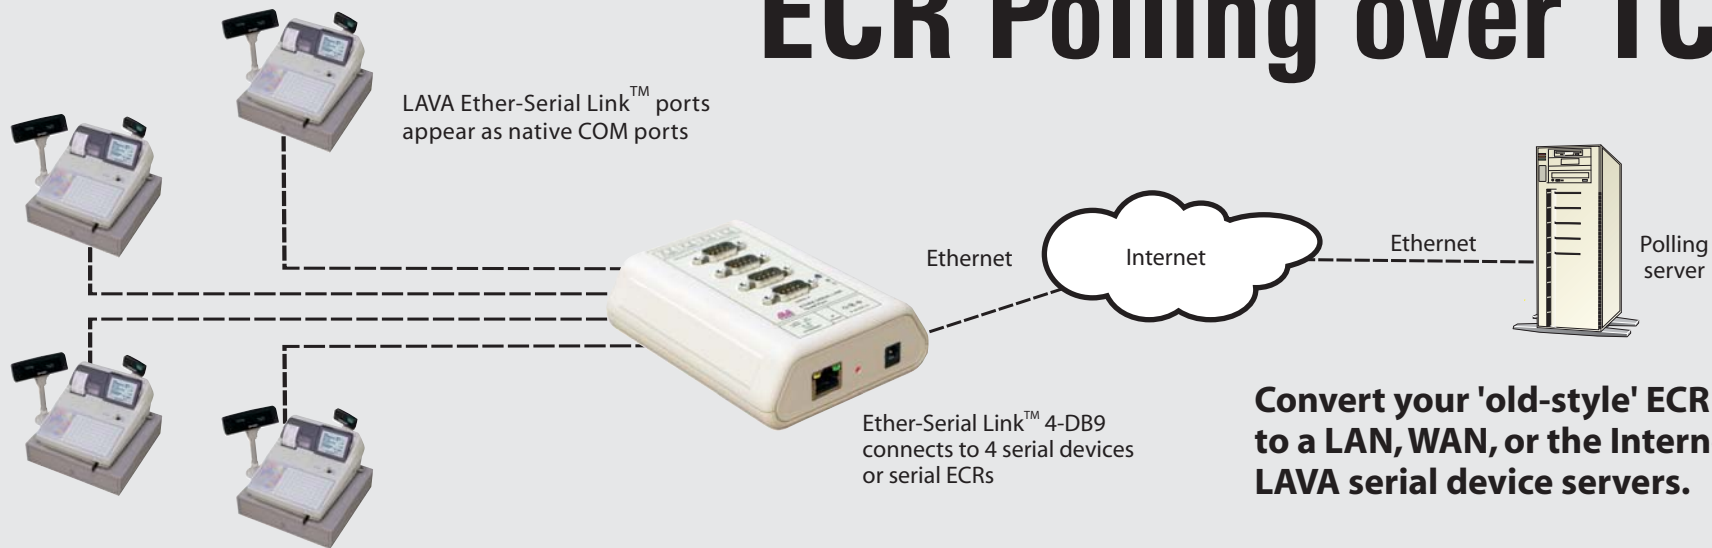 ECR Polling over TC
LAVA Ether-Serial Link™ ports
appear as native COM ports
Ethernet
Internet
Ethernet
Polling
server
Ether-Serial Link™ 4-DB9
connects to 4 serial devices
or serial ECRs
Convert your 'old-style' ECR
to a LAN, WAN, or the Intern
LAVA serial device servers.